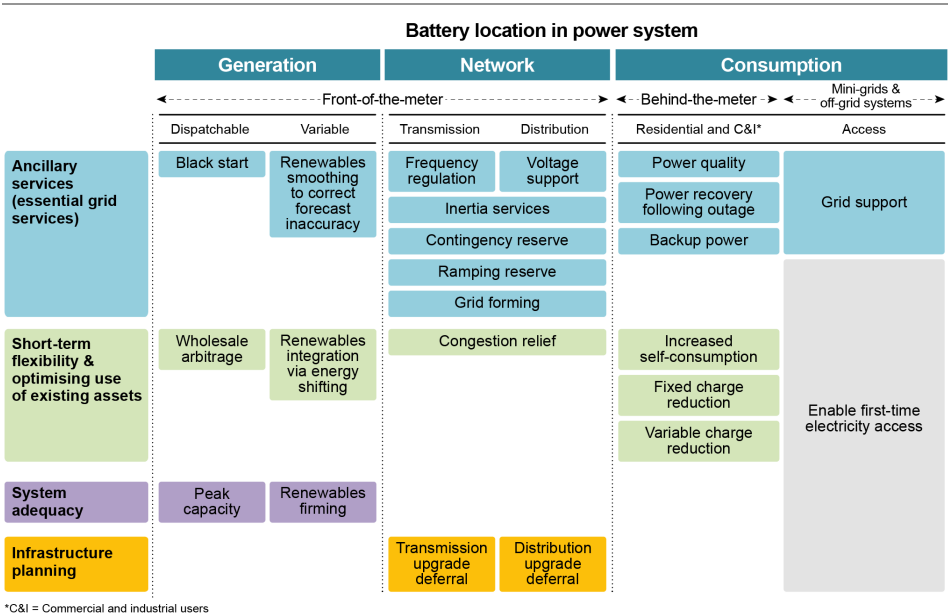 Battery location in power system
Generation
Network
Consumption
Front-of-the-meter
Behind-the-meter
Mini-grids &
off-grid systems
Dispatchable
Variable
Transmission
Distribution
Residential and C&I*
Access
Ancillary
services
(essential grid
services)
Black start
Renewables
smoothing
to correct
forecast
inaccuracy
Frequency
regulation
Voltage
support
Inertia services
Contingency reserve
Ramping reserve
Grid forming
Power quality
Power recovery
following outage
Backup power
Grid support
Short-term
flexibility &
optimising use
of existing assets
Wholesale
arbitrage
Renewables
integration
via energy
shifting
Congestion relief
Increased
self-consumption
Fixed charge
reduction
Variable charge
reduction
Enable first-time
electricity access
System
adequacy
Peak
capacity
Renewables
firming
Infrastructure
planning
Transmission
upgrade
deferral
Distribution
upgrade
deferral
*C&I = Commercial and industrial users